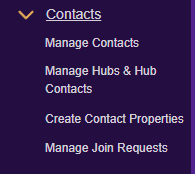 Contacts
Manage Contacts
Manage Hubs & Hub
Contacts
Create Contact Properties
Manage Join Requests